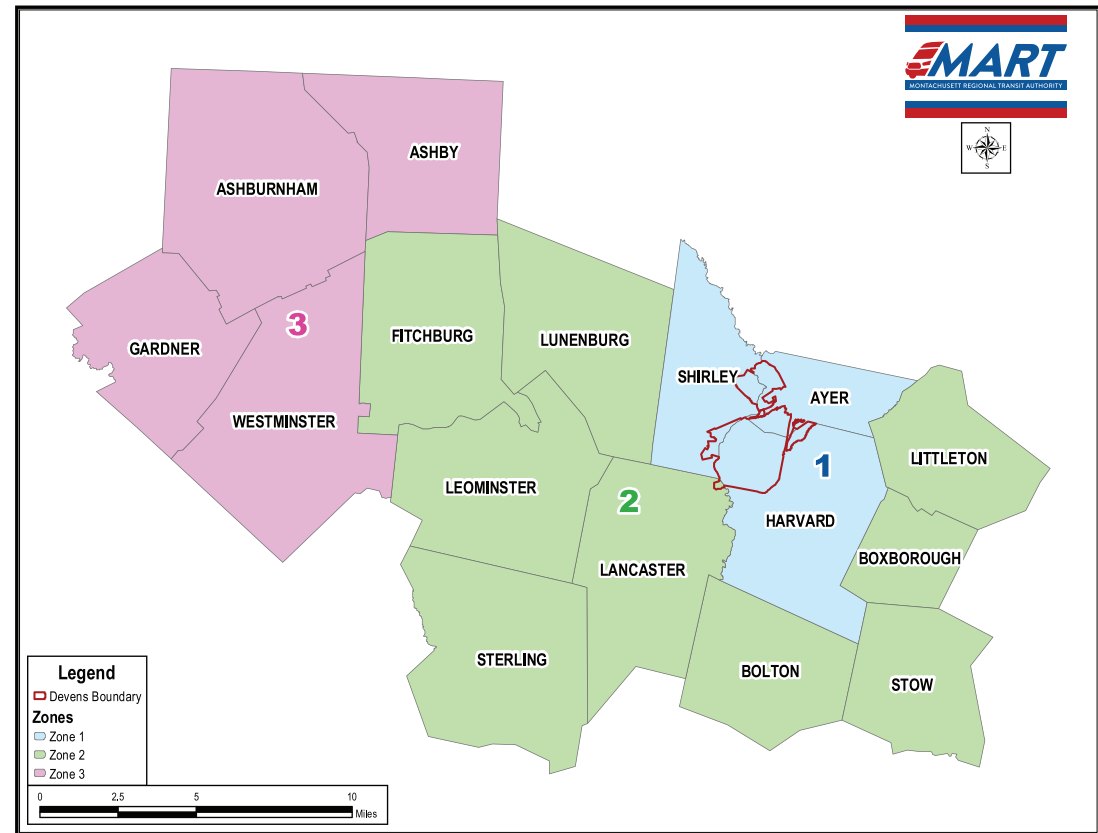 MART
MONTACHUSETT REGIONAL TRANSIT AUTHORITY
N
W E
S
ASHBY
ASHBURNHAM
3
GARDNER
FITCHBURG
LUNENBURG
SHIRLEY
AYER
WESTMINSTER
1
LITTLETON
LEOMINSTER
2
HARVARD
BOXBOROUGH
LANCASTER
STERLING
BOLTON
STOW
Legend
Devens Boundary
Zones
Zone 1
Zone 2
Zone 3
0 2.5 5 10
Miles